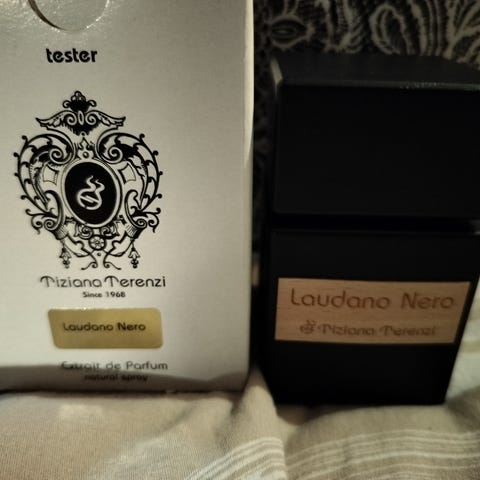 tester
Tiziana Terenzi
Since 1968
Laudano Nero
Extrait de Parfum
natural spray
Laudano Nero
Tiziana Terenzi